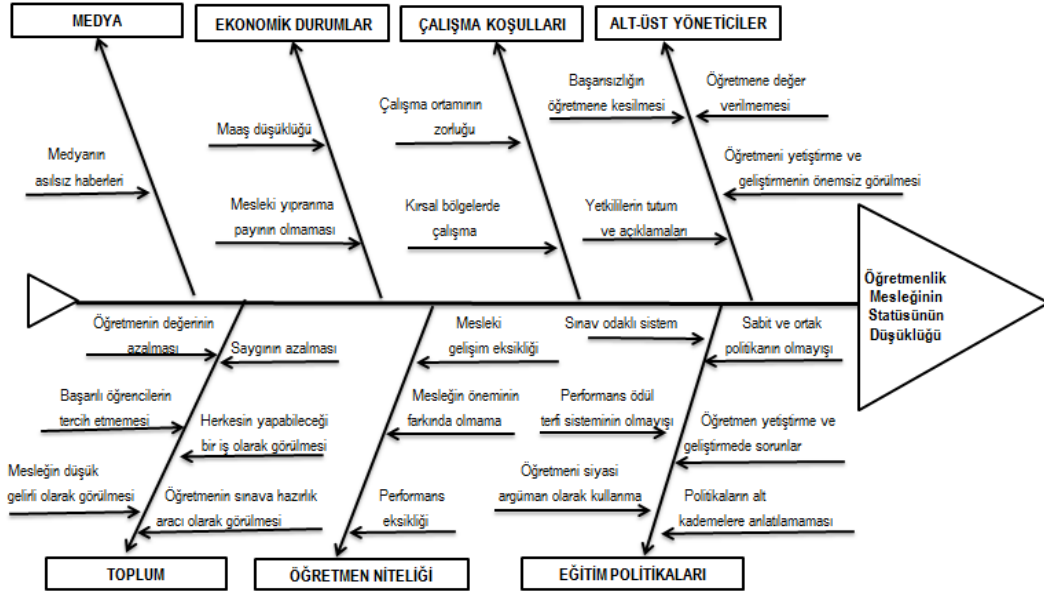 MEDYA
EKONOMİK DURUMLAR
ÇALIŞMA KOŞULLARI
ALT-ÜST YÖNETİCİLER
Medyanın
asılsız haberleri
Maaş düşüklüğü
Mesleki yıpranma
payının olmaması
Çalışma ortamının
zorluğu
Kırsal bölgelerde
çalışma
Başarısızlığın
öğretmene kesilmesi
Öğretmene değer
verilmemesi
Öğretmeni yetiştirme ve
geliştirmenin önemsiz görülmesi
Yetkililerin tutum
ve açıklamaları
Öğretmenlik
Mesleğinin
Statüsünün
Düşüklüğü
Öğretmenin değerinin
azalması
Saygının azalması
Başarılı öğrencilerin
tercih etmemesi
Herkesin yapabileceği
bir iş olarak görülmesi
Mesleğin düşük
gelirli olarak görülmesi
Öğretmenin sınava hazırlık
aracı olarak görülmesi
Mesleki
gelişim eksikliği
Mesleğin öneminin
farkında olmama
Performans
eksikliği
Sınav odaklı sistem
Sabit ve ortak
politikanın olmayışı
Performans ödül
terfi sisteminin olmayışı
Öğretmen yetiştirme ve
geliştirmede sorunlar
Öğretmeni siyasi
argüman olarak kullanma
Politikaların alt
kademelere anlatılamaması
TOPLUM
ÖĞRETMEN NİTELİĞİ
EĞİTİM POLİTİKALARI